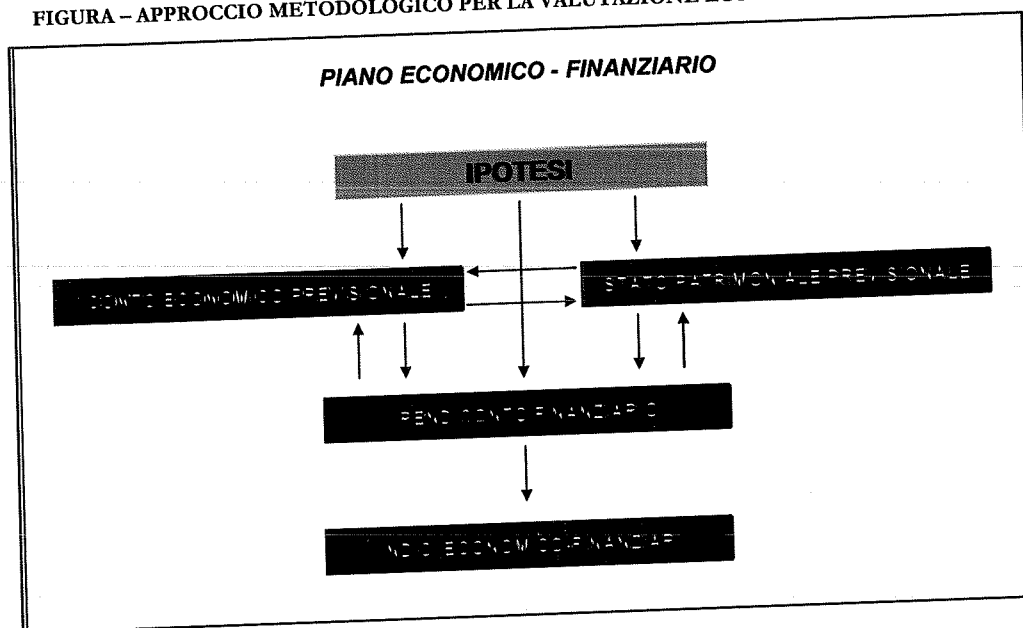 FIGURA – APPROCCIO METODOLOGICO PER LA VALUTAZIONE
PIANO ECONOMICO - FINANZIARIO
IPOTESI
CONTO ECONOMICO PREVISIONALE
STATO PATRIMONIALE PREVISIONALE
RENDICONTO FINANZIARIO
INDICI ECONOMICO-FINANZIARI